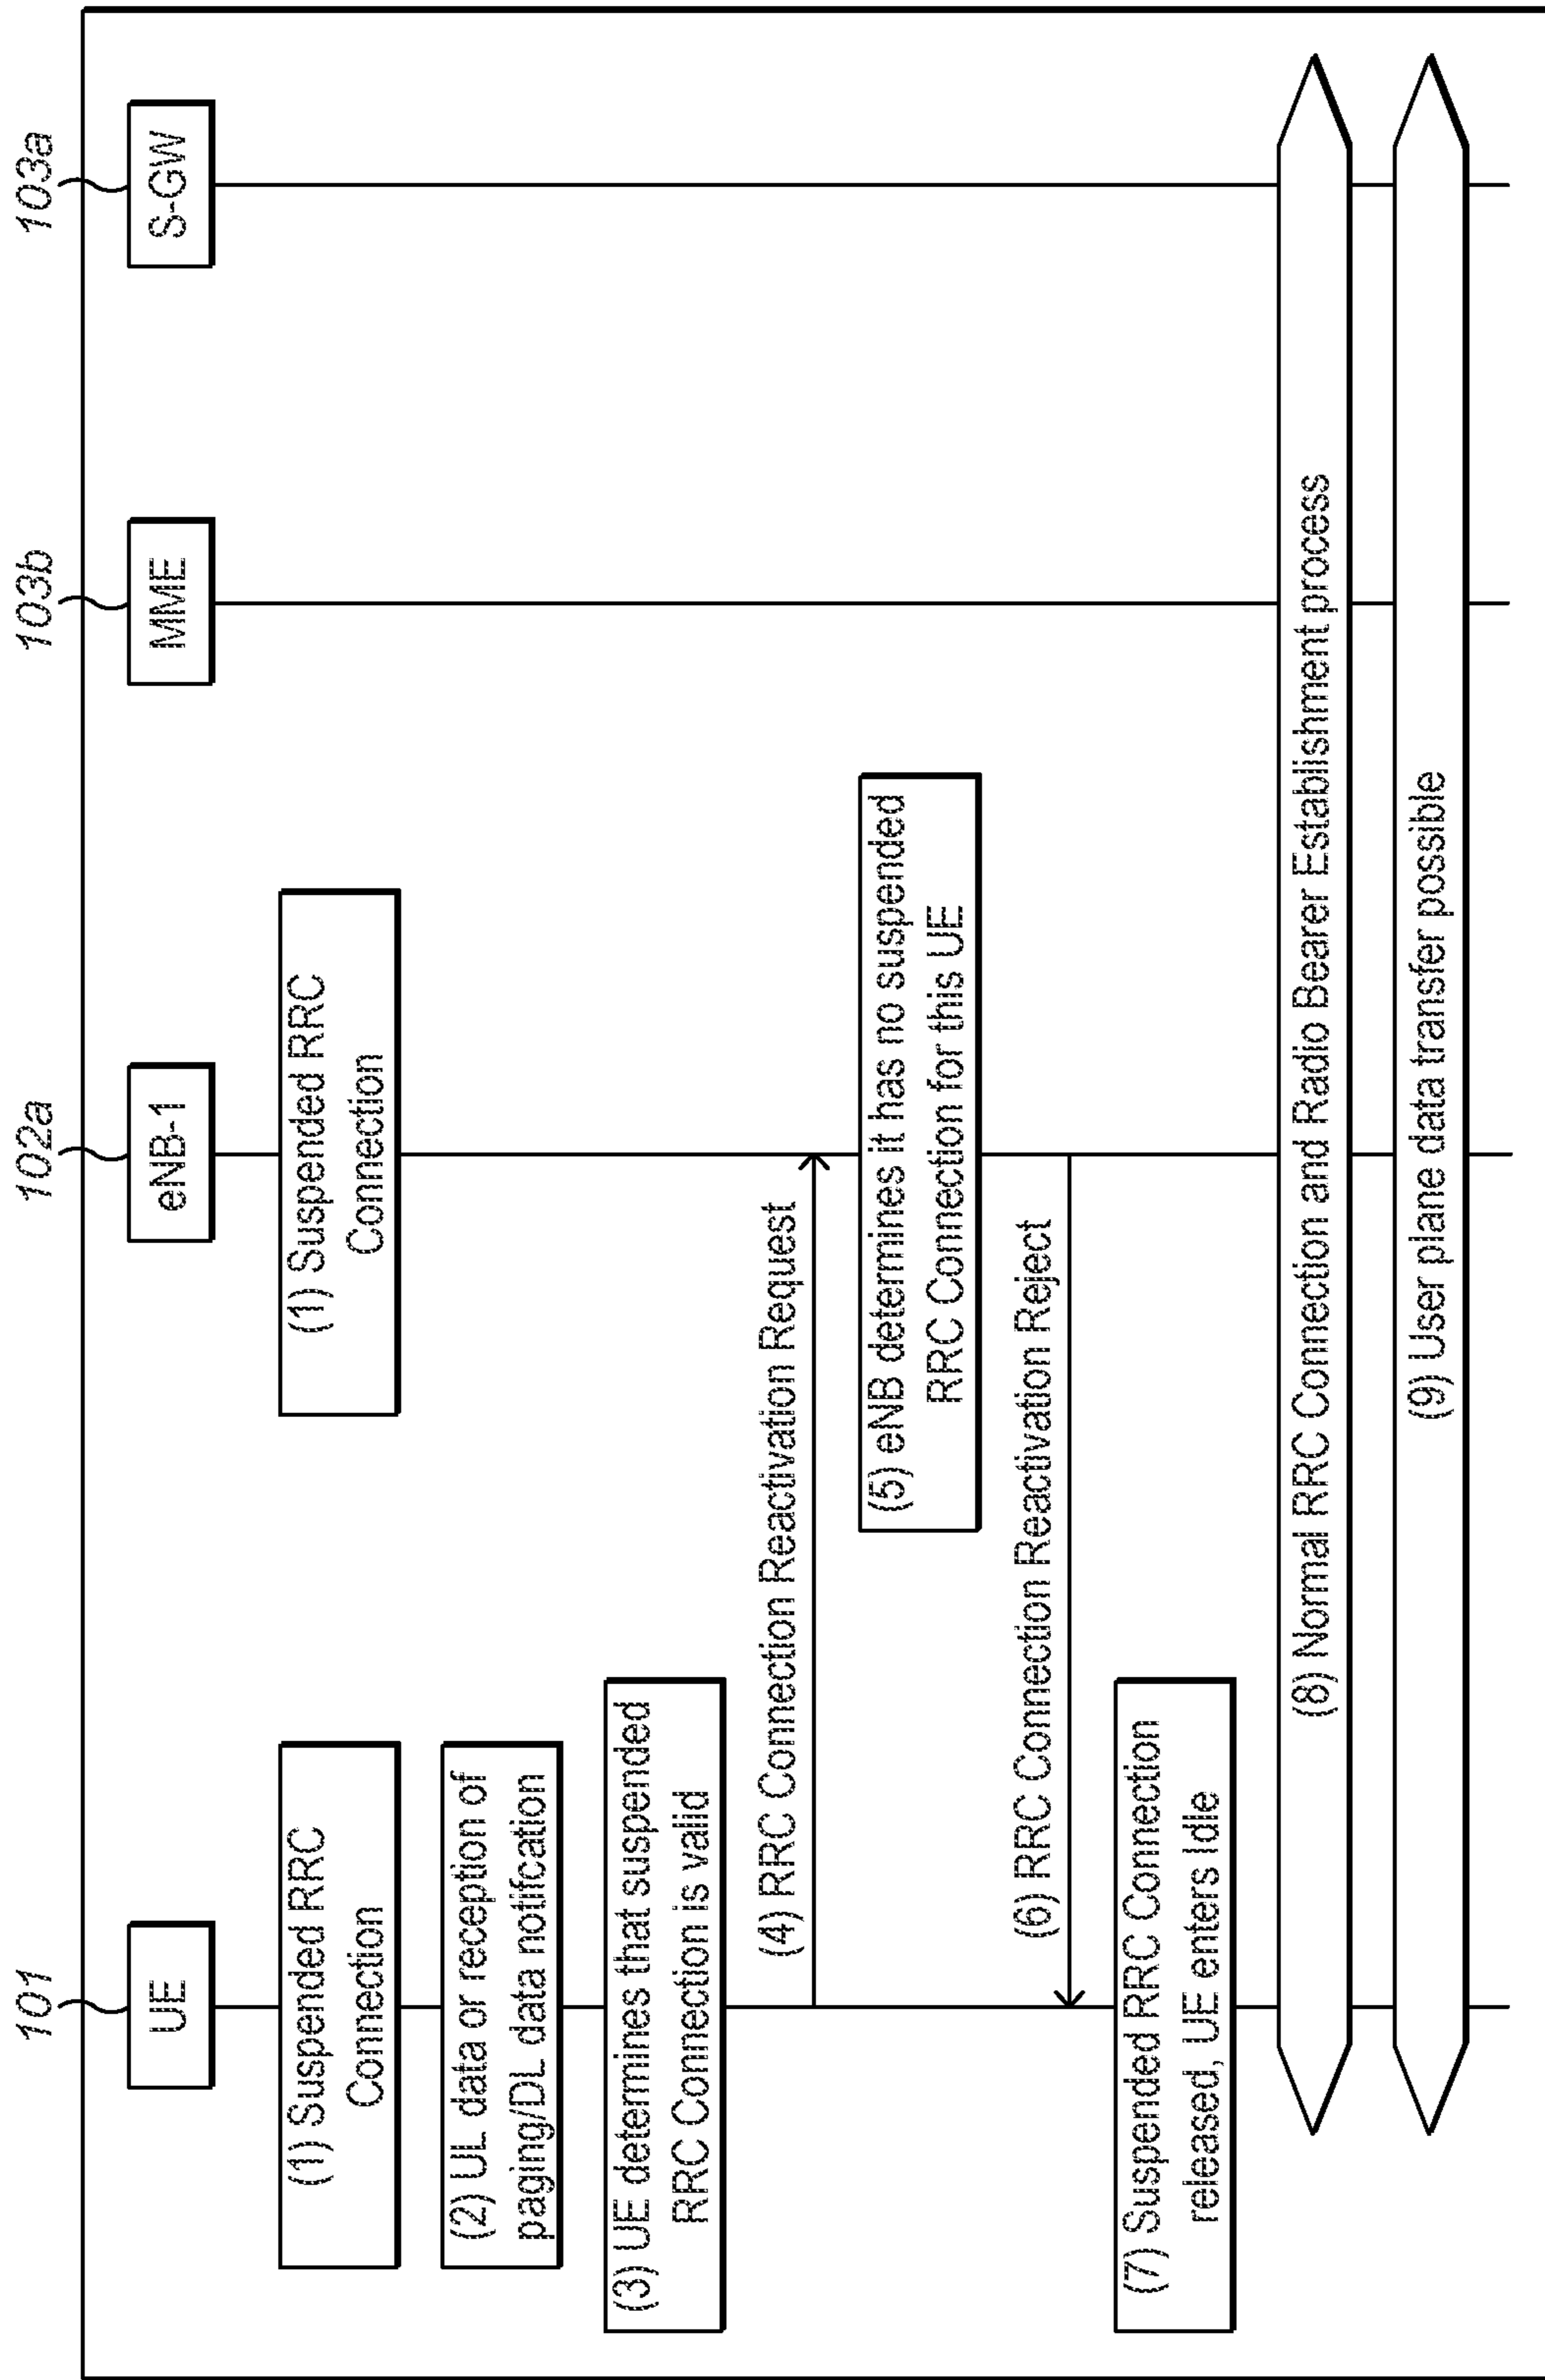 101
102a
103b
103a
UE
eNB-1
MME
S-GW
(1) Suspended RRC
Connection
(1) Suspended RRC
Connection
(2) UL data or reception of
paging/DL data notifcation
(3) UE determines that suspended
RRC Connection is valid
(4) RRC Connection Reactivation Request
(5) eNB determines it has no suspended
RRC Connection for this UE
(6) RRC Connection Reactivation Reject
(7) Suspended RRC Connection
released, UE enters Idle
(8) Normal RRC Connection and Radio Bearer Establishment process
(9) User plane data transfer possible